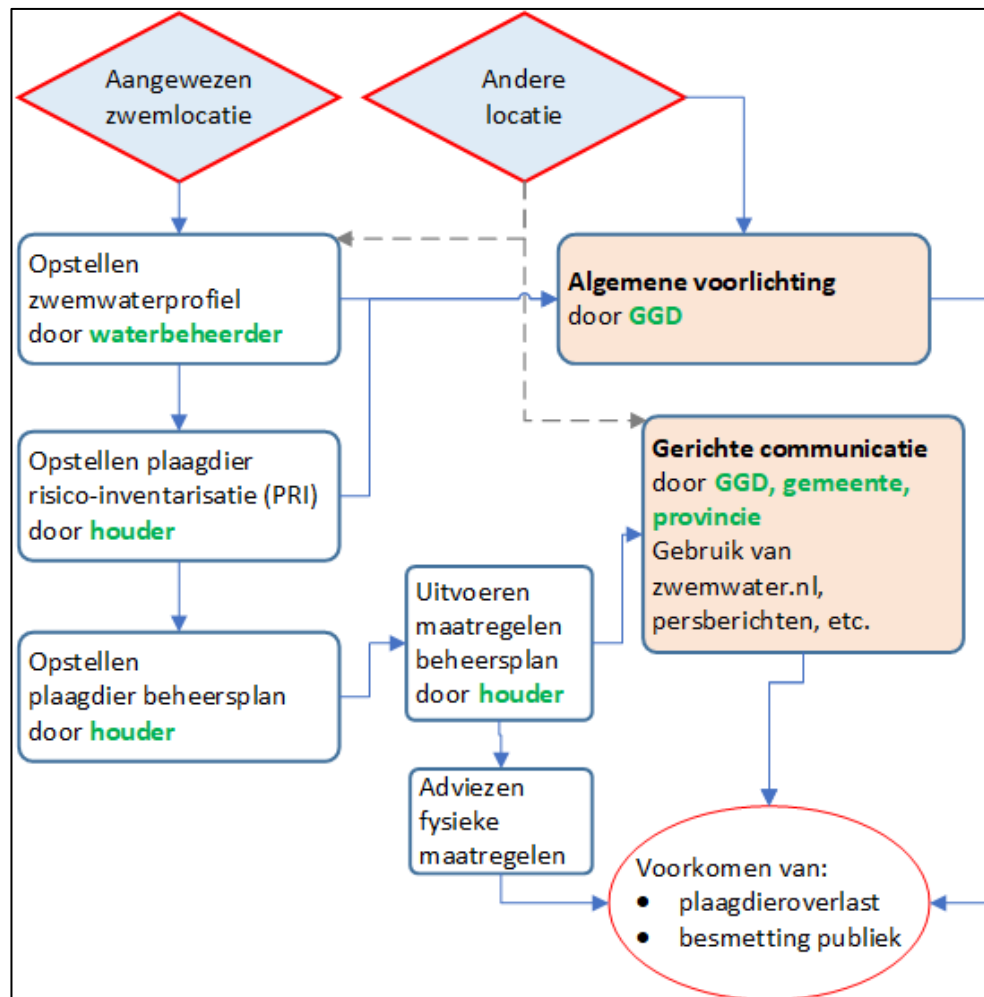 Aangewezen
zwemlocatie
Andere
locatie
Opstellen
zwemwaterprofiel
door waterbeheerder
Algemene voorlichting
door GGD
Opstellen plaagdier
risico-inventarisatie (PRI)
door houder
Gerichte communicatie
door GGD, gemeente,
provincie
Gebruik van
zwemwater.nl,
persberichten, etc.
Opstellen
plaagdier beheersplan
door houder
Uitvoeren
maatregelen
beheersplan
door houder
Adviezen
fysieke
maatregelen
Voorkomen van:
• plaagdieroverlast
• besmetting publiek